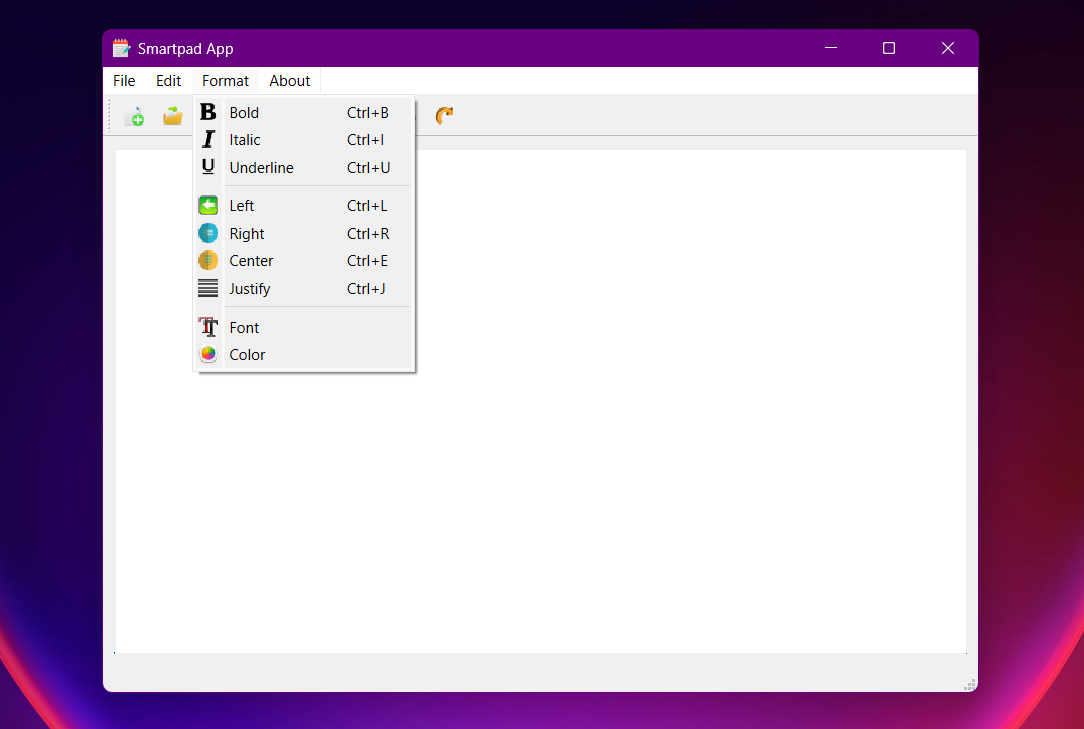 Smartpad App
File Edit Format About
Bold Ctrl+B
Italic Ctrl+I
Underline Ctrl+U
Left Ctrl+L
Right Ctrl+R
Center Ctrl+E
Justify Ctrl+J
Font
Color